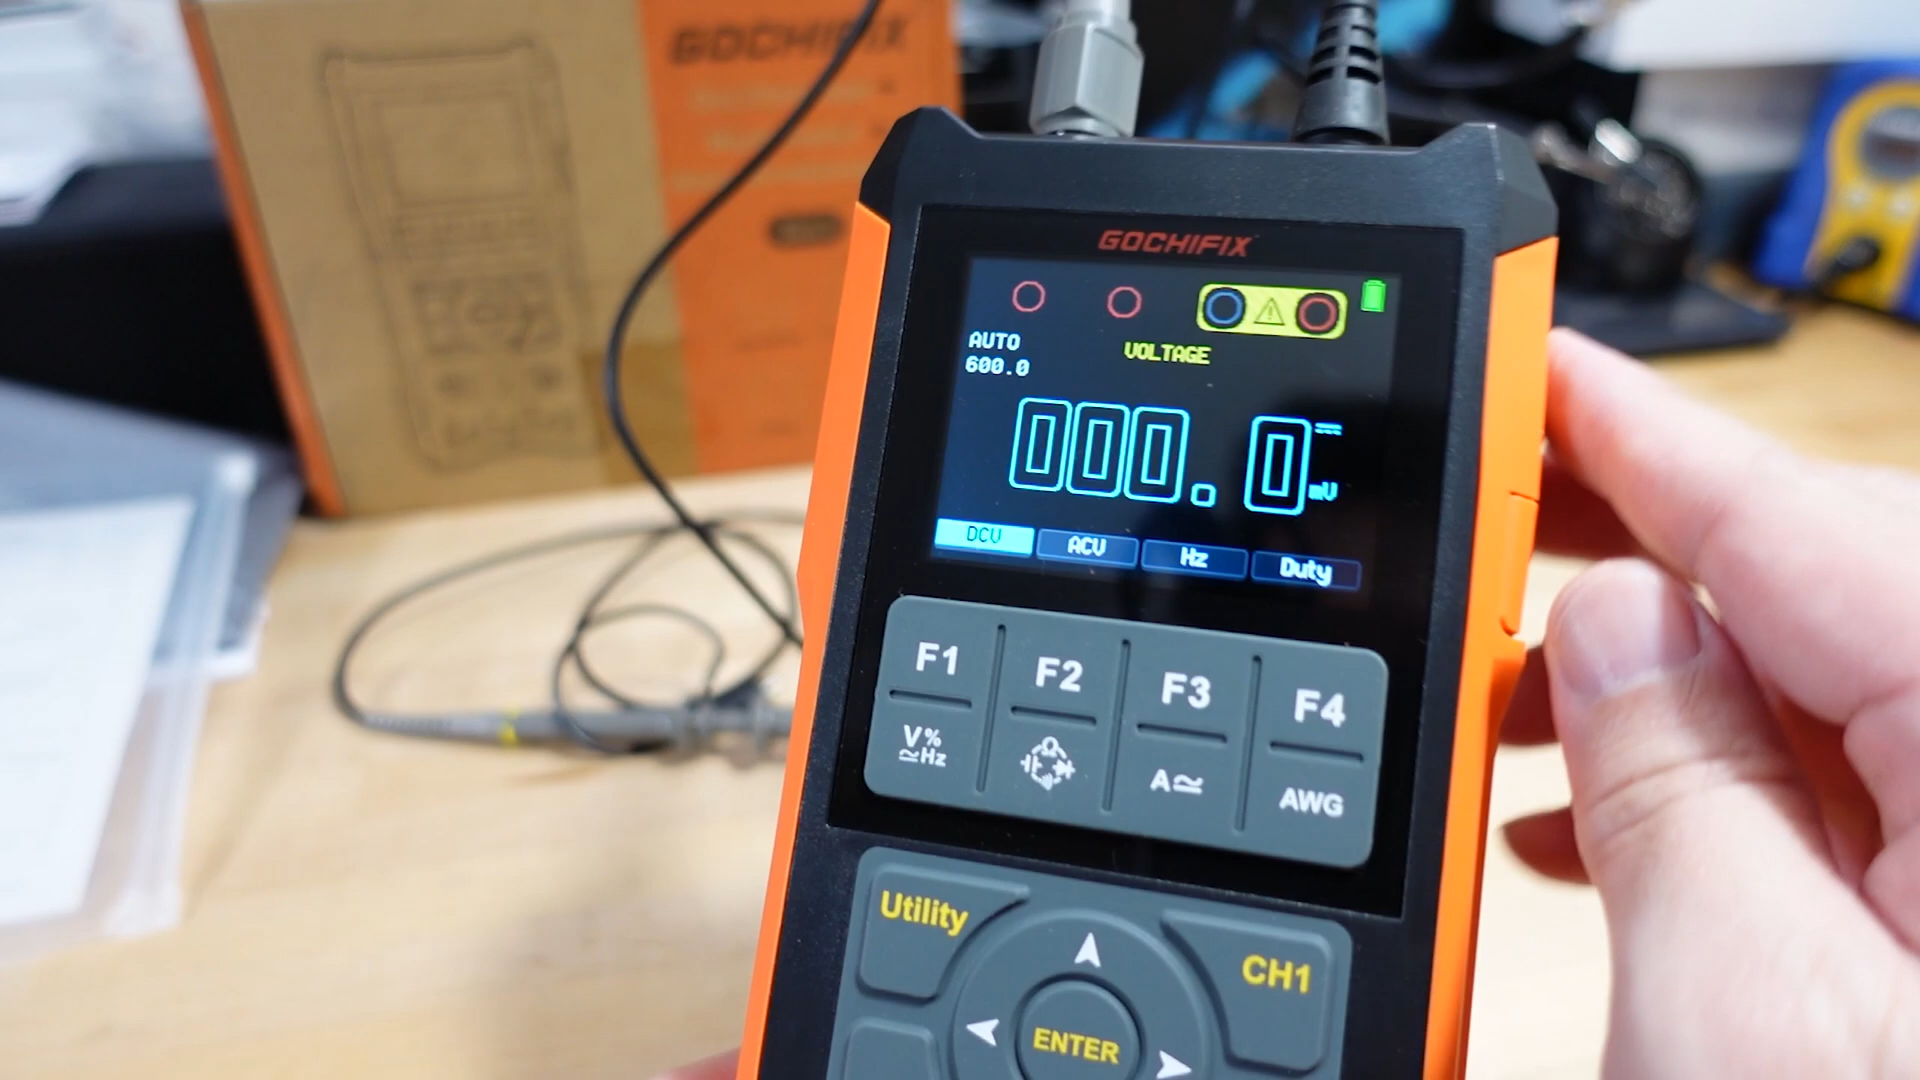 GOCHIFIX
GOCHIFIX
AUTO
600.0
VOLTAGE
000.0 mV
DCV ACV Hz Duty
F1 F2 F3 F4
V % Hz
A
AWG
Utility
CH1
ENTER